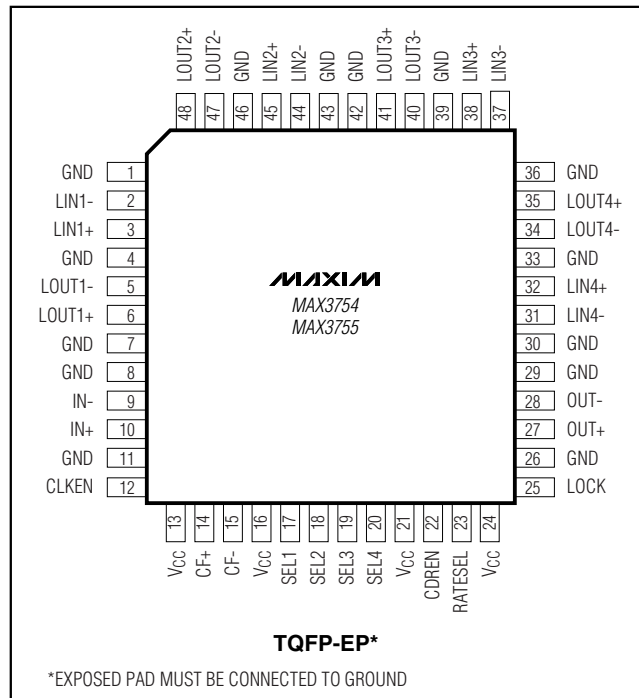 LOUT2+
LOUT2-
GND
LIN2+
LIN2-
GND
GND
LOUT3+
LOUT3-
GND
LIN3+
LIN3-
48
47
46
45
44
43
42
41
40
39
38
37
GND 1
LIN1- 2
LIN1+ 3
GND 4
LOUT1- 5
LOUT1+ 6
GND 7
GND 8
IN- 9
IN+ 10
GND 11
CLKEN 12
MAXIM
MAX3754
MAX3755
36 GND
35 LOUT4+
34 LOUT4-
33 GND
32 LIN4+
31 LIN4-
30 GND
29 GND
28 OUT-
27 OUT+
26 GND
25 LOCK
13
14
15
16
17
18
19
20
21
22
23
24
VCC
CF+
CF-
VCC
SEL1
SEL2
SEL3
SEL4
VCC
CDREN
RATESEL
VCC
TQFP-EP*
*EXPOSED PAD MUST BE CONNECTED TO GROUND